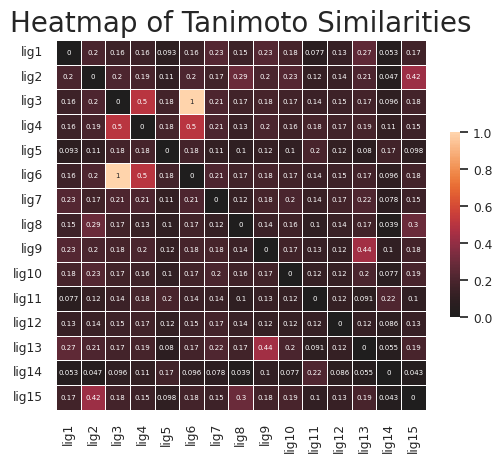 Heatmap of Tanimoto Similarities
lig1 0 0.2 0.16 0.16 0.093 0.16 0.23 0.15 0.23 0.18 0.077 0.13 0.27 0.053 0.17
lig2 0.2 0 0.2 0.19 0.11 0.2 0.17 0.29 0.2 0.23 0.12 0.14 0.21 0.047 0.42
lig3 0.16 0.2 0 0.5 0.18 1 0.21 0.17 0.18 0.17 0.14 0.15 0.17 0.096 0.18
lig4 0.16 0.19 0.5 0 0.18 0.5 0.21 0.13 0.2 0.16 0.18 0.17 0.19 0.11 0.15
lig5 0.093 0.11 0.18 0.18 0 0.18 0.11 0.1 0.12 0.1 0.2 0.12 0.08 0.17 0.098
lig6 0.16 0.2 1 0.5 0.18 0 0.21 0.17 0.18 0.17 0.14 0.15 0.17 0.096 0.18
lig7 0.23 0.17 0.21 0.21 0.11 0.21 0 0.12 0.18 0.2 0.14 0.17 0.22 0.078 0.15
lig8 0.15 0.29 0.17 0.13 0.1 0.17 0.12 0 0.14 0.16 0.1 0.14 0.17 0.039 0.3
lig9 0.23 0.2 0.18 0.2 0.12 0.18 0.18 0.14 0 0.17 0.13 0.12 0.44 0.1 0.18
lig10 0.18 0.23 0.17 0.16 0.1 0.17 0.2 0.16 0.17 0 0.12 0.12 0.2 0.077 0.19
lig11 0.077 0.12 0.14 0.18 0.2 0.14 0.14 0.1 0.13 0.12 0 0.12 0.091 0.22 0.1
lig12 0.13 0.14 0.15 0.17 0.12 0.15 0.17 0.14 0.12 0.12 0.12 0 0.12 0.086 0.13
lig13 0.27 0.21 0.17 0.19 0.08 0.17 0.22 0.17 0.44 0.2 0.091 0.12 0 0.055 0.19
lig14 0.053 0.047 0.096 0.11 0.17 0.096 0.078 0.039 0.1 0.077 0.22 0.086 0.055 0 0.043
lig15 0.17 0.42 0.18 0.15 0.098 0.18 0.15 0.3 0.18 0.19 0.1 0.13 0.19 0.043 0
lig1 lig2 lig3 lig4 lig5 lig6 lig7 lig8 lig9 lig10 lig11 lig12 lig13 lig14 lig15
1.0
0.8
0.6
0.4
0.2
0.0